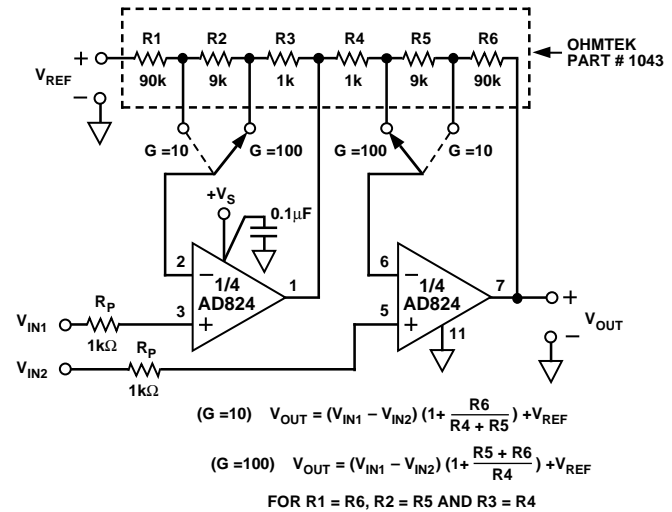 R1 R2 R3 R4 R5 R6
OHMTEK
PART # 1043
+
V_REF
−
90k 9k 1k 1k 9k 90k
G =10 G =100 G =100 G =10
+V_S
0.1μF
2 − 1/4 AD824 1
3 +
6 − 1/4 AD824 7
5 +
11
+
V_OUT
−
R_P
V_IN1
1kΩ
R_P
V_IN2
1kΩ
(G =10) V_OUT = (V_IN1 – V_IN2) (1+ R6 / (R4 + R5)) +V_REF
(G =100) V_OUT = (V_IN1 – V_IN2) (1+ (R5 + R6) / R4) +V_REF
FOR R1 = R6, R2 = R5 AND R3 = R4